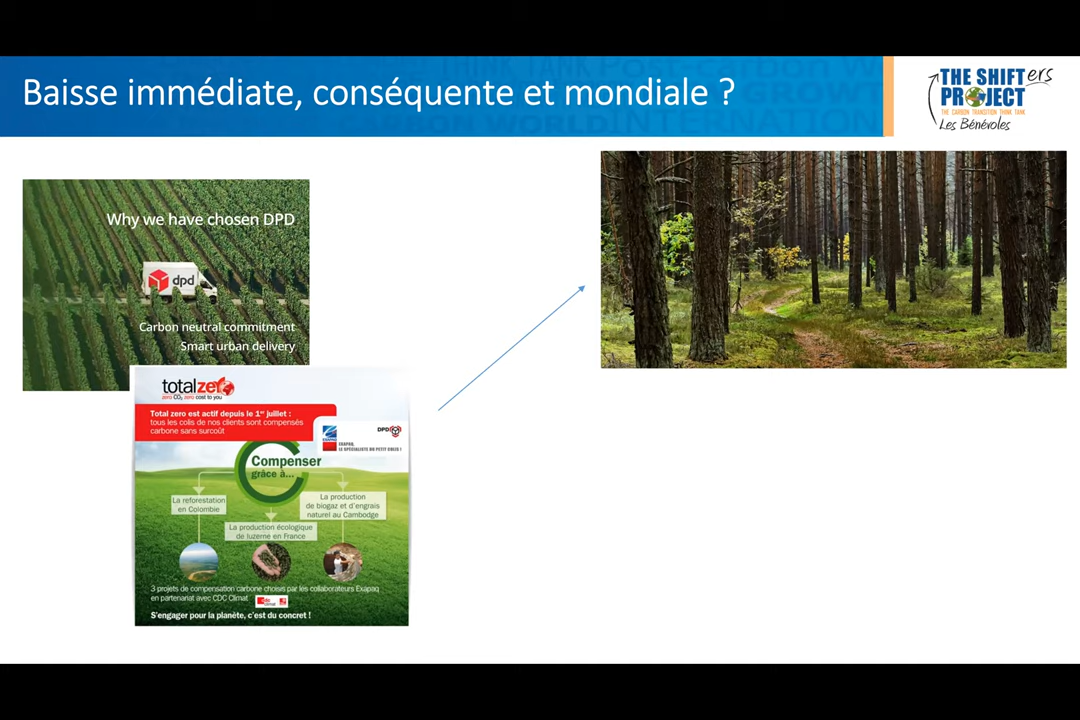 Baisse immédiate, conséquente et mondiale ?
THE SHIFTers
PROJECT
THE CARBON TRANSITION THINK TANK
Les Bénévoles
Why we have chosen DPD
dpd
Carbon neutral commitment
Smart urban delivery
totalzero
zero CO₂ zero cost to you
Total zero est actif depuis le 1er juillet :
tous les colis de nos clients sont compensés
carbone sans surcoût
DPD
EXAPAQ
EXAPAQ,
LE SPÉCIALISTE DU PETIT COLIS !
Compenser
grâce à...
La reforestation
en Colombie
La production
de biogaz et d'engrais
naturel au Cambodge
La production écologique
de luzerne en France
3 projets de compensation carbone choisis par les collaborateurs Exapaq
en partenariat avec CDC Climat
S'engager pour la planète, c'est du concret !